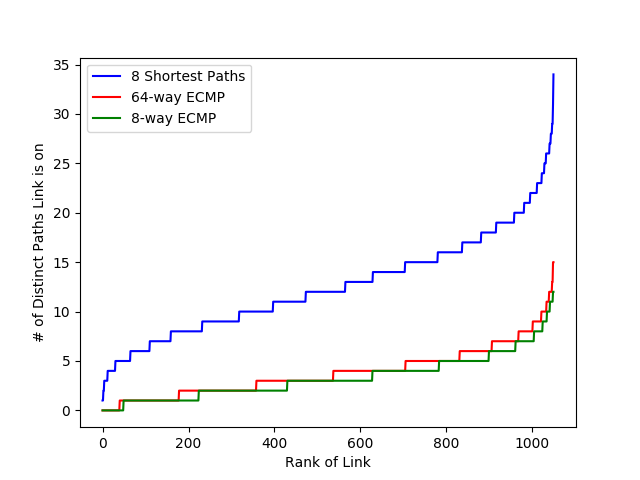 35
30
25
20
15
10
5
0
# of Distinct Paths Link is on
8 Shortest Paths
64-way ECMP
8-way ECMP
0 200 400 600 800 1000
Rank of Link